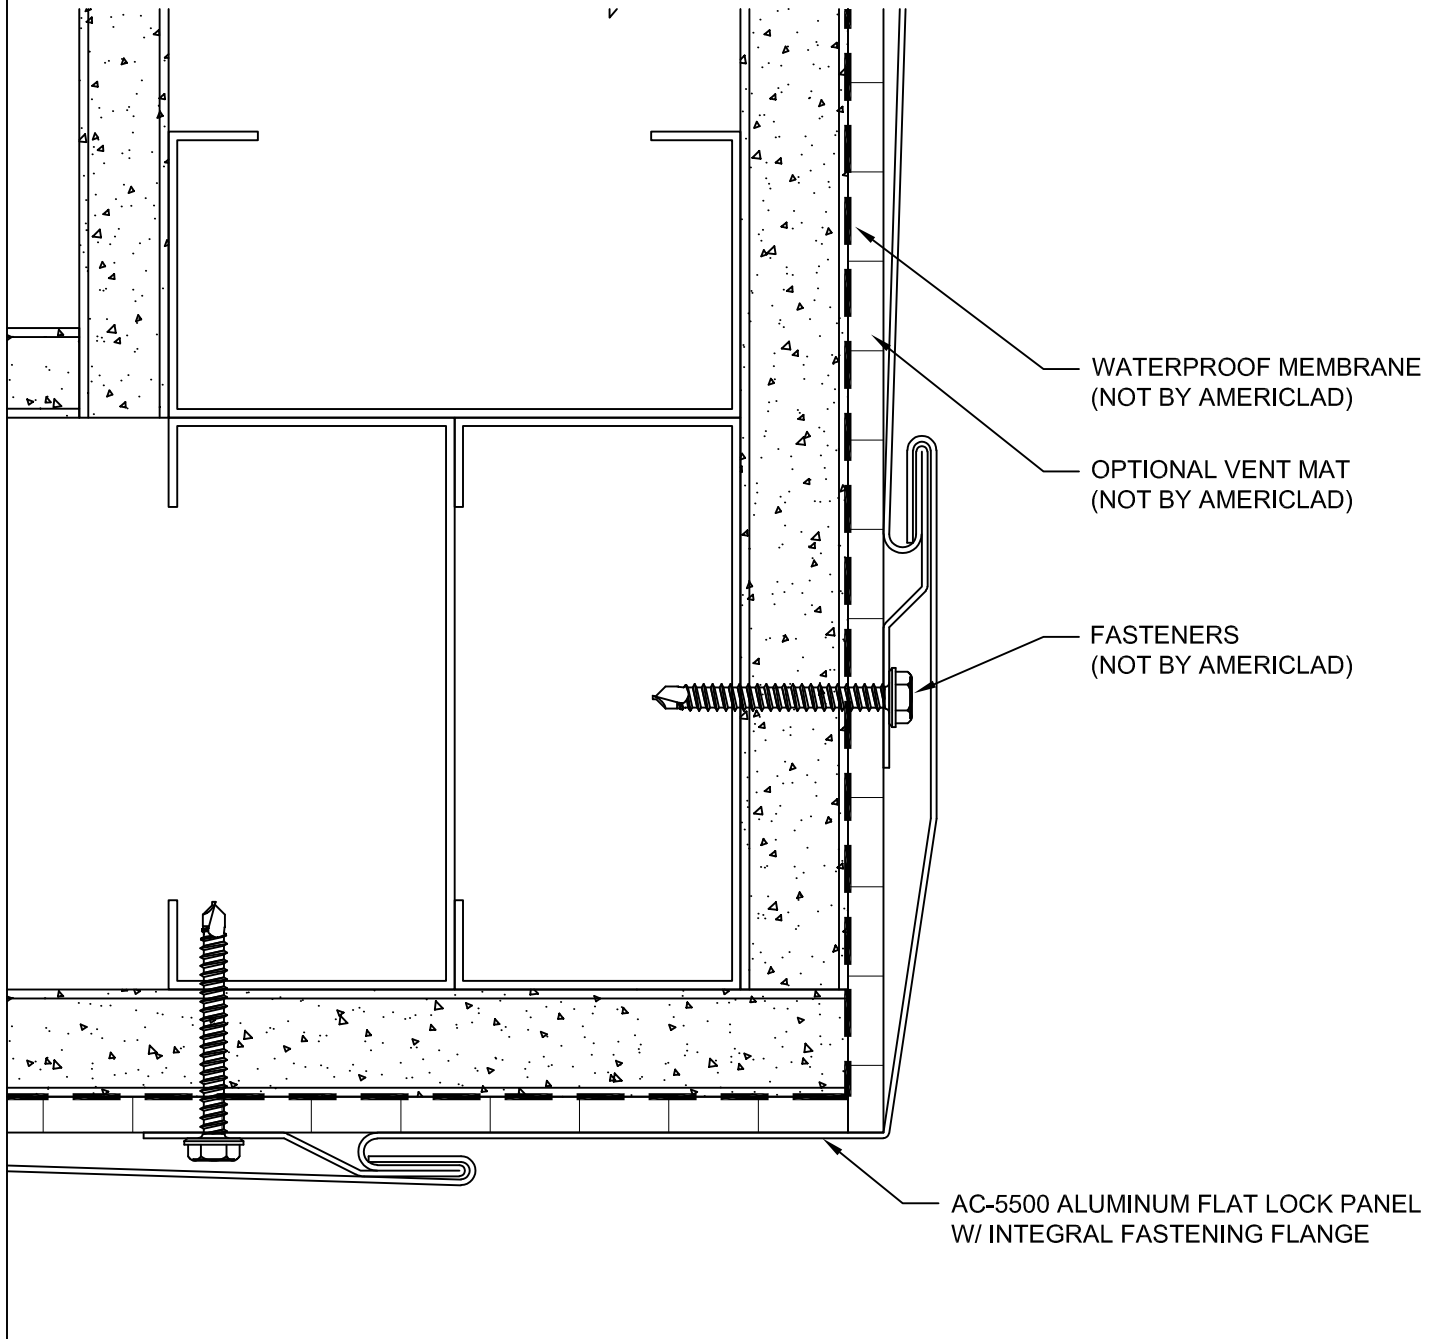 WATERPROOF MEMBRANE
(NOT BY AMERICLAD)
OPTIONAL VENT MAT
(NOT BY AMERICLAD)
FASTENERS
(NOT BY AMERICLAD)
AC-5500 ALUMINUM FLAT LOCK PANEL
W/ INTEGRAL FASTENING FLANGE